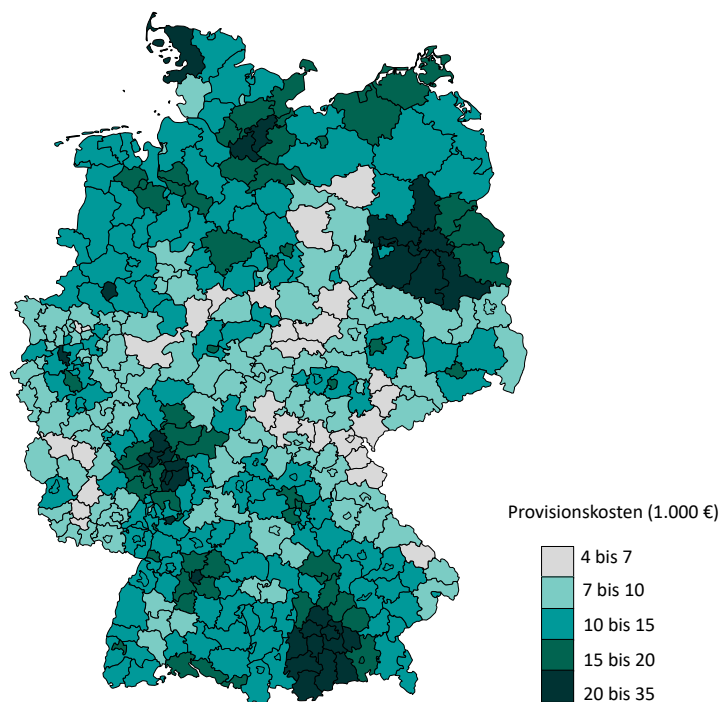 Provisionskosten (1.000 €)
4 bis 7
7 bis 10
10 bis 15
15 bis 20
20 bis 35